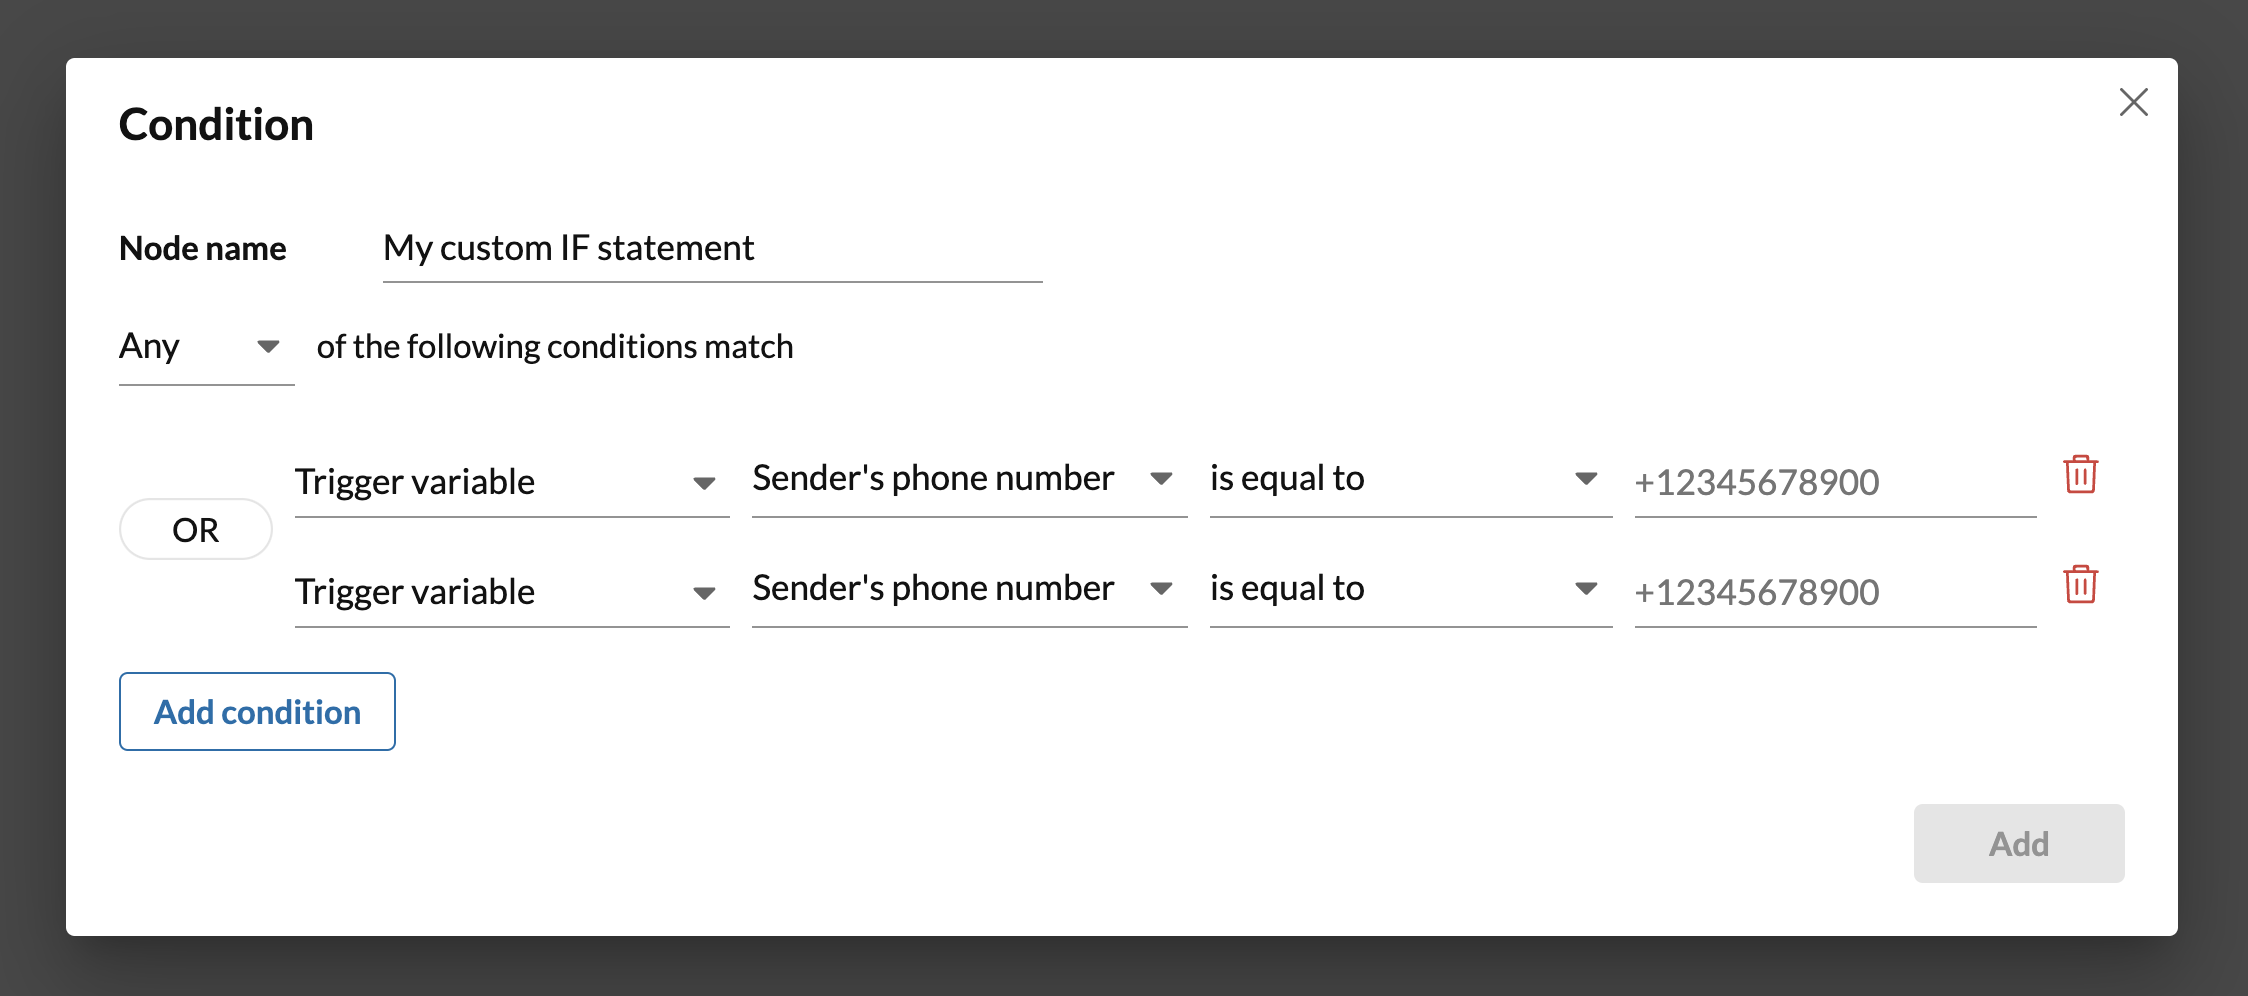 Condition
Node name My custom IF statement
Any of the following conditions match
Trigger variable Sender's phone number is equal to +12345678900
OR
Trigger variable Sender's phone number is equal to +12345678900
Add condition
Add